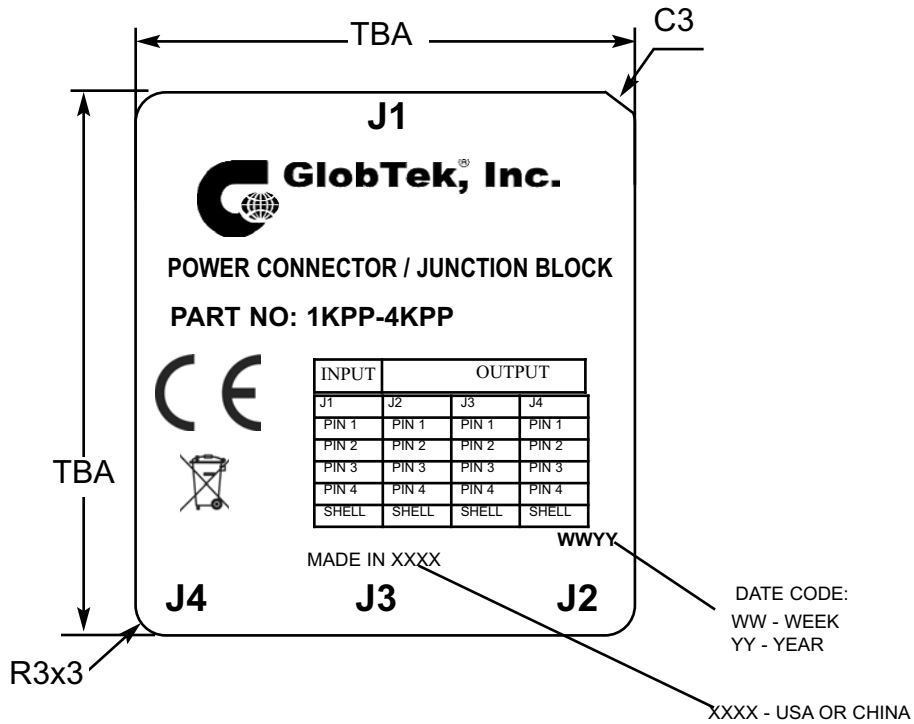 TBA
C3
J1
GlobTek,® Inc.
POWER CONNECTOR / JUNCTION BLOCK
PART NO: 1KPP-4KPP
CE
INPUT OUTPUT
J1 J2 J3 J4
PIN 1 PIN 1 PIN 1 PIN 1
PIN 2 PIN 2 PIN 2 PIN 2
PIN 3 PIN 3 PIN 3 PIN 3
PIN 4 PIN 4 PIN 4 PIN 4
SHELL SHELL SHELL SHELL
TBA
WWYY
MADE IN XXXX
J4 J3 J2
DATE CODE:
WW - WEEK
YY - YEAR
R3x3
XXXX - USA OR CHINA